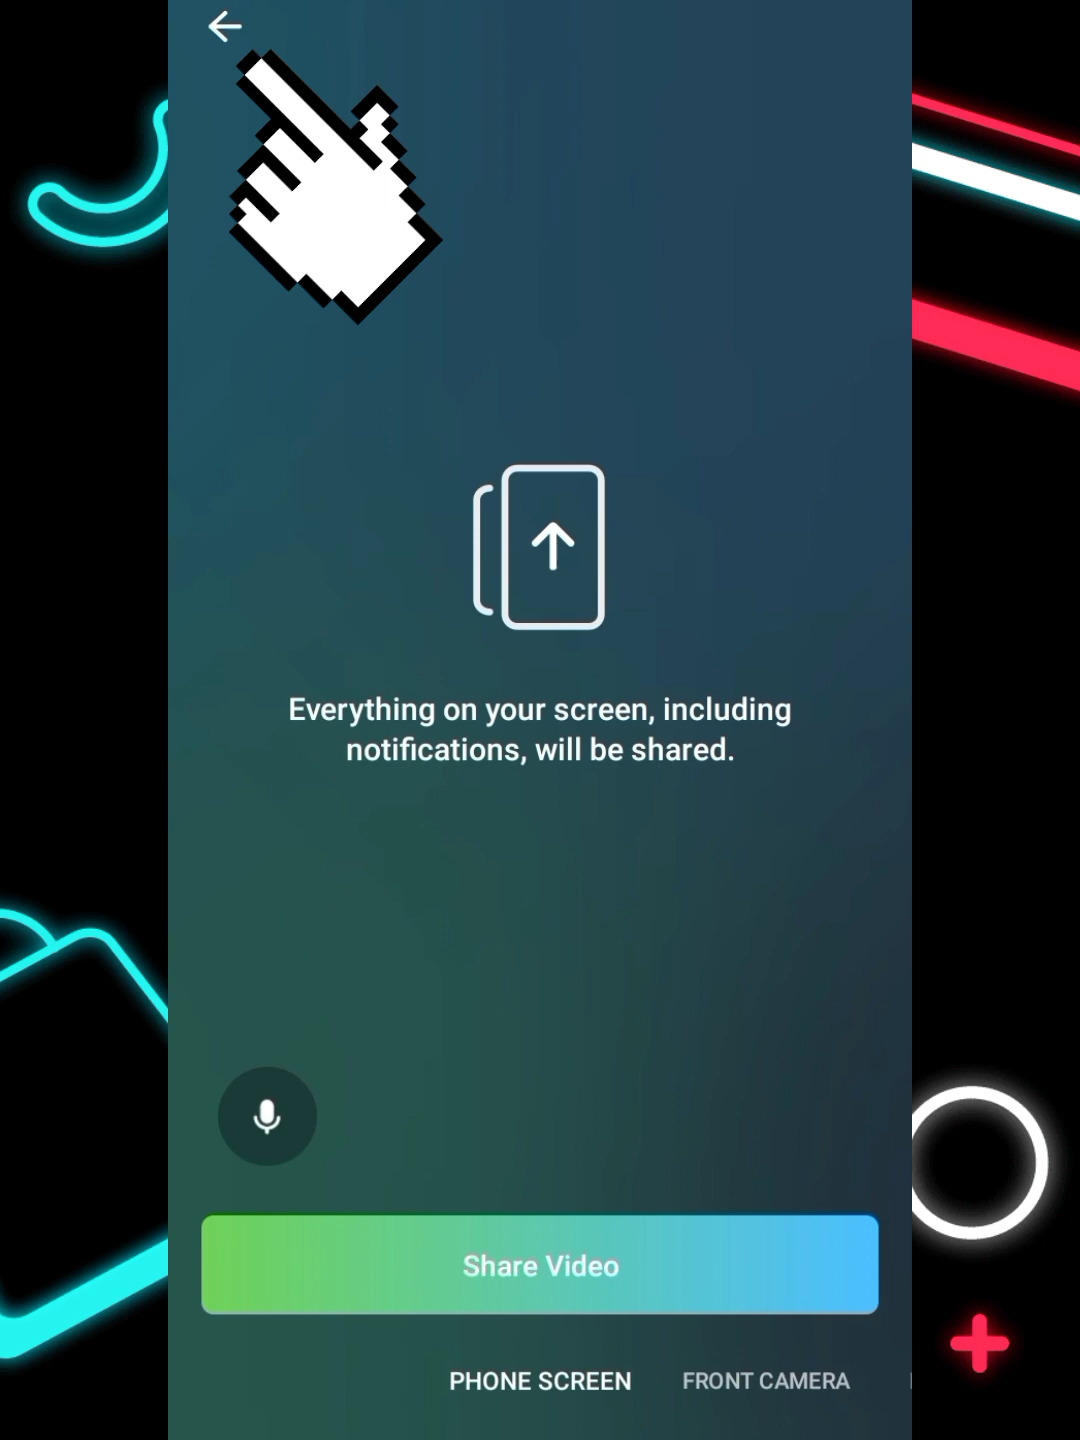 Everything on your screen, including
notifications, will be shared.
Share Video
PHONE SCREEN FRONT CAMERA